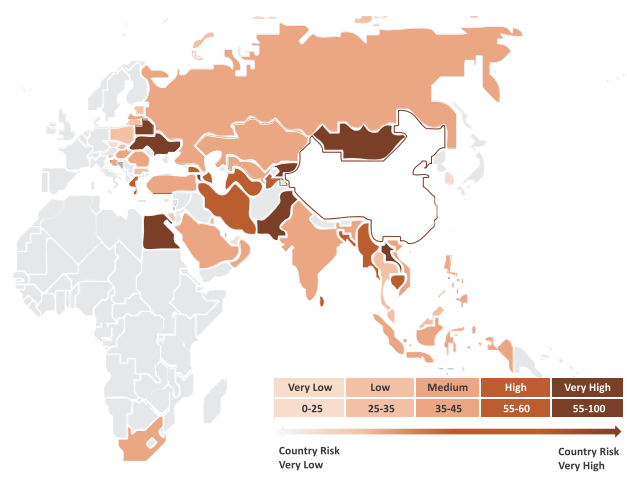 Very Low Low Medium High Very High
0-25 25-35 35-45 55-60 55-100
Country Risk
Very Low
Country Risk
Very High